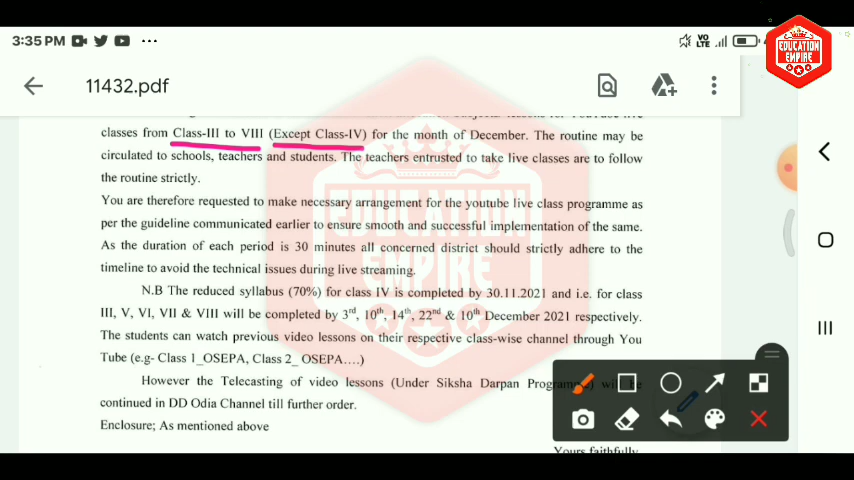 3:35 PM
VO
LTE
EDUCATION
EMPIRE
11432.pdf
classes from Class-III to VIII (Except Class-IV) for the month of December. The routine may be
circulated to schools, teachers and students. The teachers entrusted to take live classes are to follow
the routine strictly.
You are therefore requested to make necessary arrangement for the youtube live class programme as
per the guideline communicated earlier to ensure smooth and successful implementation of the same.
As the duration of each period is 30 minutes all concerned district should strictly adhere to the
timeline to avoid the technical issues during live streaming.
N.B The reduced syllabus (70%) for class IV is completed by 30.11.2021 and i.e. for class
III, V, VI, VII & VIII will be completed by 3rd, 10th, 14th, 22nd & 10th December 2021 respectively.
The students can watch previous video lessons on their respective class-wise channel through You
Tube (e.g- Class 1_OSEPA, Class 2_ OSEPA....)
However the Telecasting of video lessons (Under Siksha Darpan Programme) will be
continued in DD Odia Channel till further order.
Enclosure; As mentioned above
Yours faithfully
EDUCATION
EMPIRE